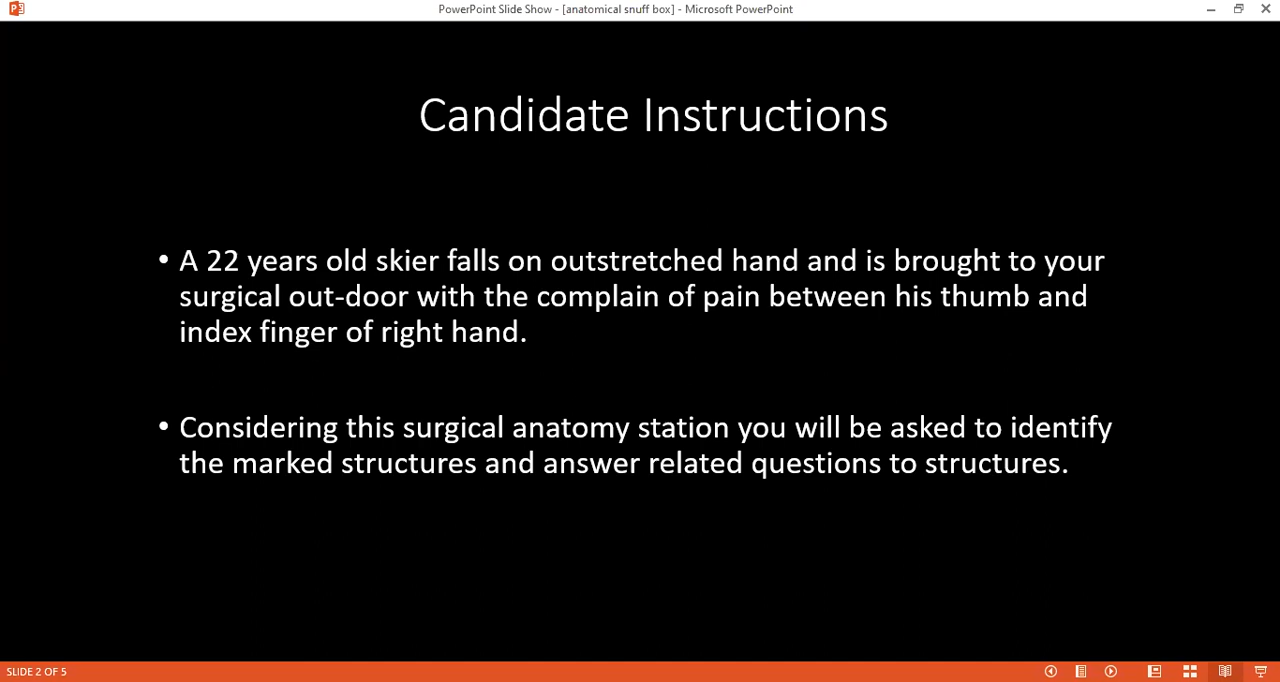 PowerPoint Slide Show - [anatomical snuff box] - Microsoft PowerPoint
Candidate Instructions
• A 22 years old skier falls on outstretched hand and is brought to your
surgical out-door with the complain of pain between his thumb and
index finger of right hand.
• Considering this surgical anatomy station you will be asked to identify
the marked structures and answer related questions to structures.
SLIDE 2 OF 5